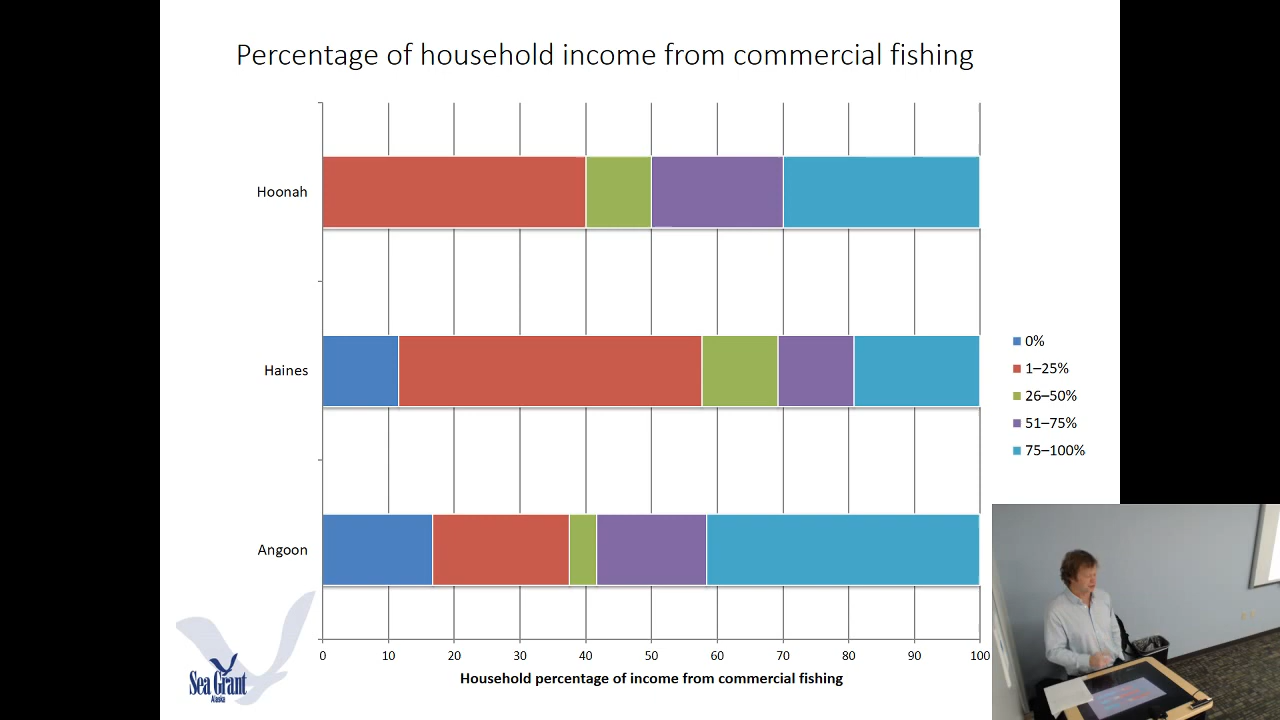 Percentage of household income from commercial fishing
Hoonah
Haines
Angoon
0%
1–25%
26–50%
51–75%
75–100%
0 10 20 30 40 50 60 70 80 90 100
Household percentage of income from commercial fishing
Sea Grant
Alaska